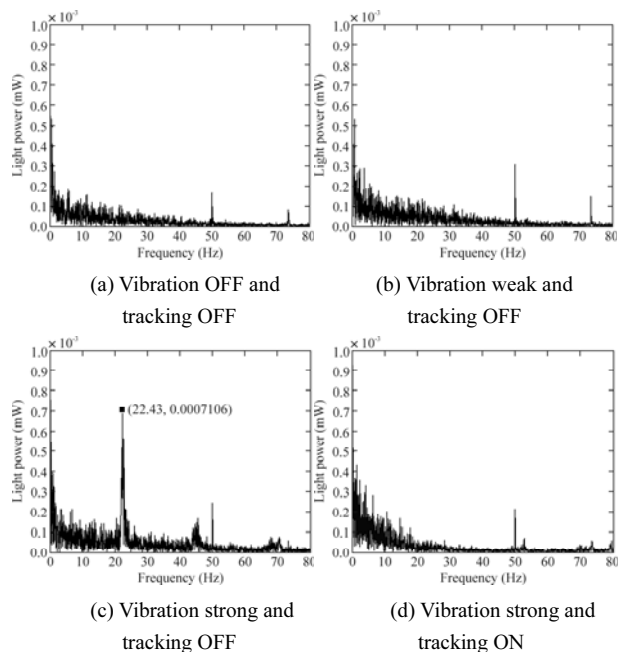 ×10⁻³ ×10⁻³
1.0 1.0
0.9 0.9
0.8 0.8
0.7 0.7
0.6 0.6
0.5 0.5
0.4 0.4
0.3 0.3
0.2 0.2
0.1 0.1
0.0 0.0
Light power (mW) Light power (mW)
0 10 20 30 40 50 60 70 80 0 10 20 30 40 50 60 70 80
Frequency (Hz) Frequency (Hz)
(a) Vibration OFF and (b) Vibration weak and
tracking OFF tracking OFF
×10⁻³ ×10⁻³
1.0 1.0
0.9 0.9
0.8 0.8
0.7 (22.43, 0.0007106) 0.7
0.6 0.6
0.5 0.5
0.4 0.4
0.3 0.3
0.2 0.2
0.1 0.1
0.0 0.0
Light power (mW) Light power (mW)
0 10 20 30 40 50 60 70 80 0 10 20 30 40 50 60 70 80
Frequency (Hz) Frequency (Hz)
(c) Vibration strong and (d) Vibration strong and
tracking OFF tracking ON